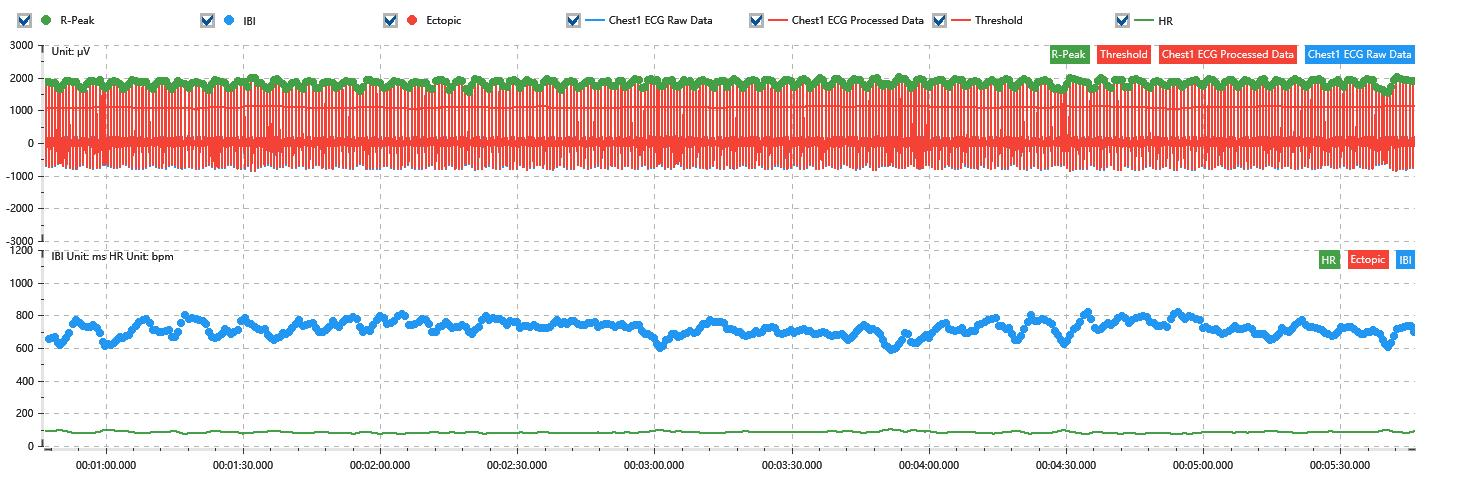 R-Peak IBI Ectopic Chest1 ECG Raw Data Chest1 ECG Processed Data Threshold HR
3000
Unit: µV
R-Peak Threshold Chest1 ECG Processed Data Chest1 ECG Raw Data
2000
1000
0
-1000
-2000
-3000
1200
IBI Unit: ms HR Unit: bpm
HR Ectopic IBI
1000
800
600
400
200
0
00:01:00.000 00:01:30.000 00:02:00.000 00:02:30.000 00:03:00.000 00:03:30.000 00:04:00.000 00:04:30.000 00:05:00.000 00:05:30.000